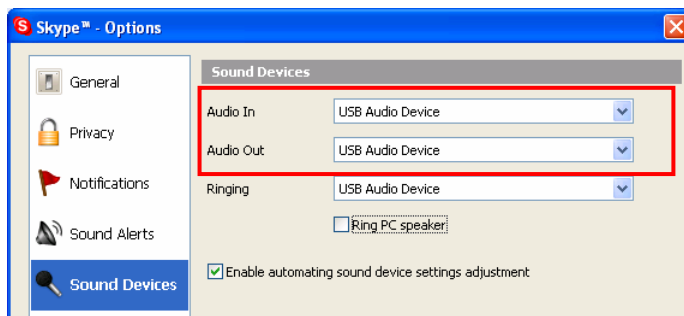 S Skype™ - Options
General
Privacy
Notifications
Sound Alerts
Sound Devices
Sound Devices
Audio In USB Audio Device
Audio Out USB Audio Device
Ringing USB Audio Device
Ring PC speaker
Enable automating sound device settings adjustment